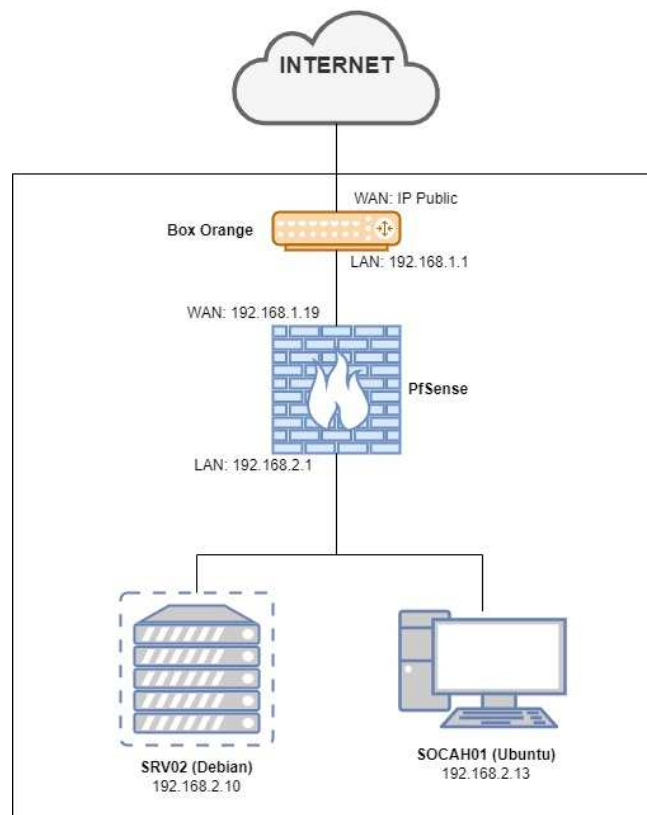 INTERNET
WAN: IP Public
Box Orange
LAN: 192.168.1.1
WAN: 192.168.1.19
PfSense
LAN: 192.168.2.1
SRV02 (Debian)
192.168.2.10
SOCAH01 (Ubuntu)
192.168.2.13